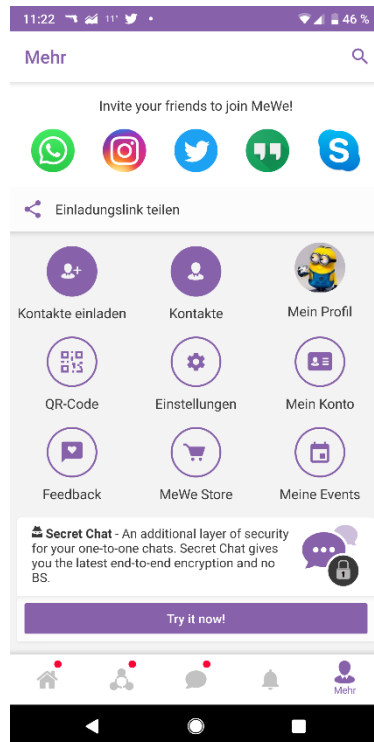 11:22 11° 46 %
Mehr
Invite your friends to join MeWe!
Einladungslink teilen
Kontakte einladen Kontakte Mein Profil
QR-Code Einstellungen Mein Konto
Feedback MeWe Store Meine Events
Secret Chat - An additional layer of security
for your one-to-one chats. Secret Chat gives
you the latest end-to-end encryption and no
BS.
Try it now!
Mehr